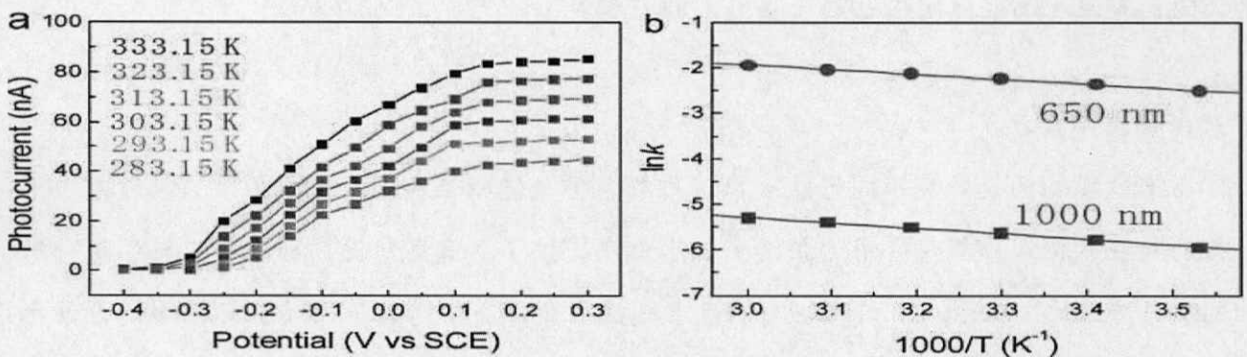 a
Photocurrent (nA)
100
80
60
40
20
0
333.15 K
323.15 K
313.15 K
303.15 K
293.15 K
283.15 K
-0.4 -0.3 -0.2 -0.1 0.0 0.1 0.2 0.3
Potential (V vs SCE)
b
lnk
-1
-2
-3
-4
-5
-6
-7
650 nm
1000 nm
3.0 3.1 3.2 3.3 3.4 3.5
1000/T (K⁻¹)